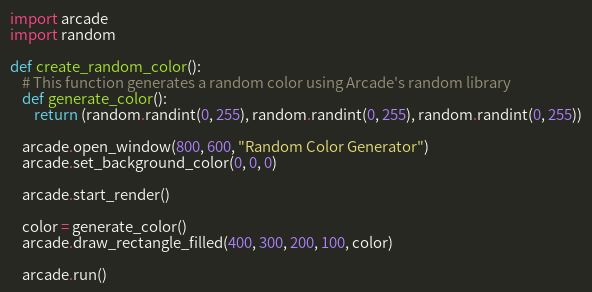 import arcade
import random
def create_random_color():
# This function generates a random color using Arcade's random library
def generate_color():
return (random.randint(0, 255), random.randint(0, 255), random.randint(0, 255))
arcade.open_window(800, 600, "Random Color Generator")
arcade.set_background_color(0, 0, 0)
arcade.start_render()
color = generate_color()
arcade.draw_rectangle_filled(400, 300, 200, 100, color)
arcade.run()